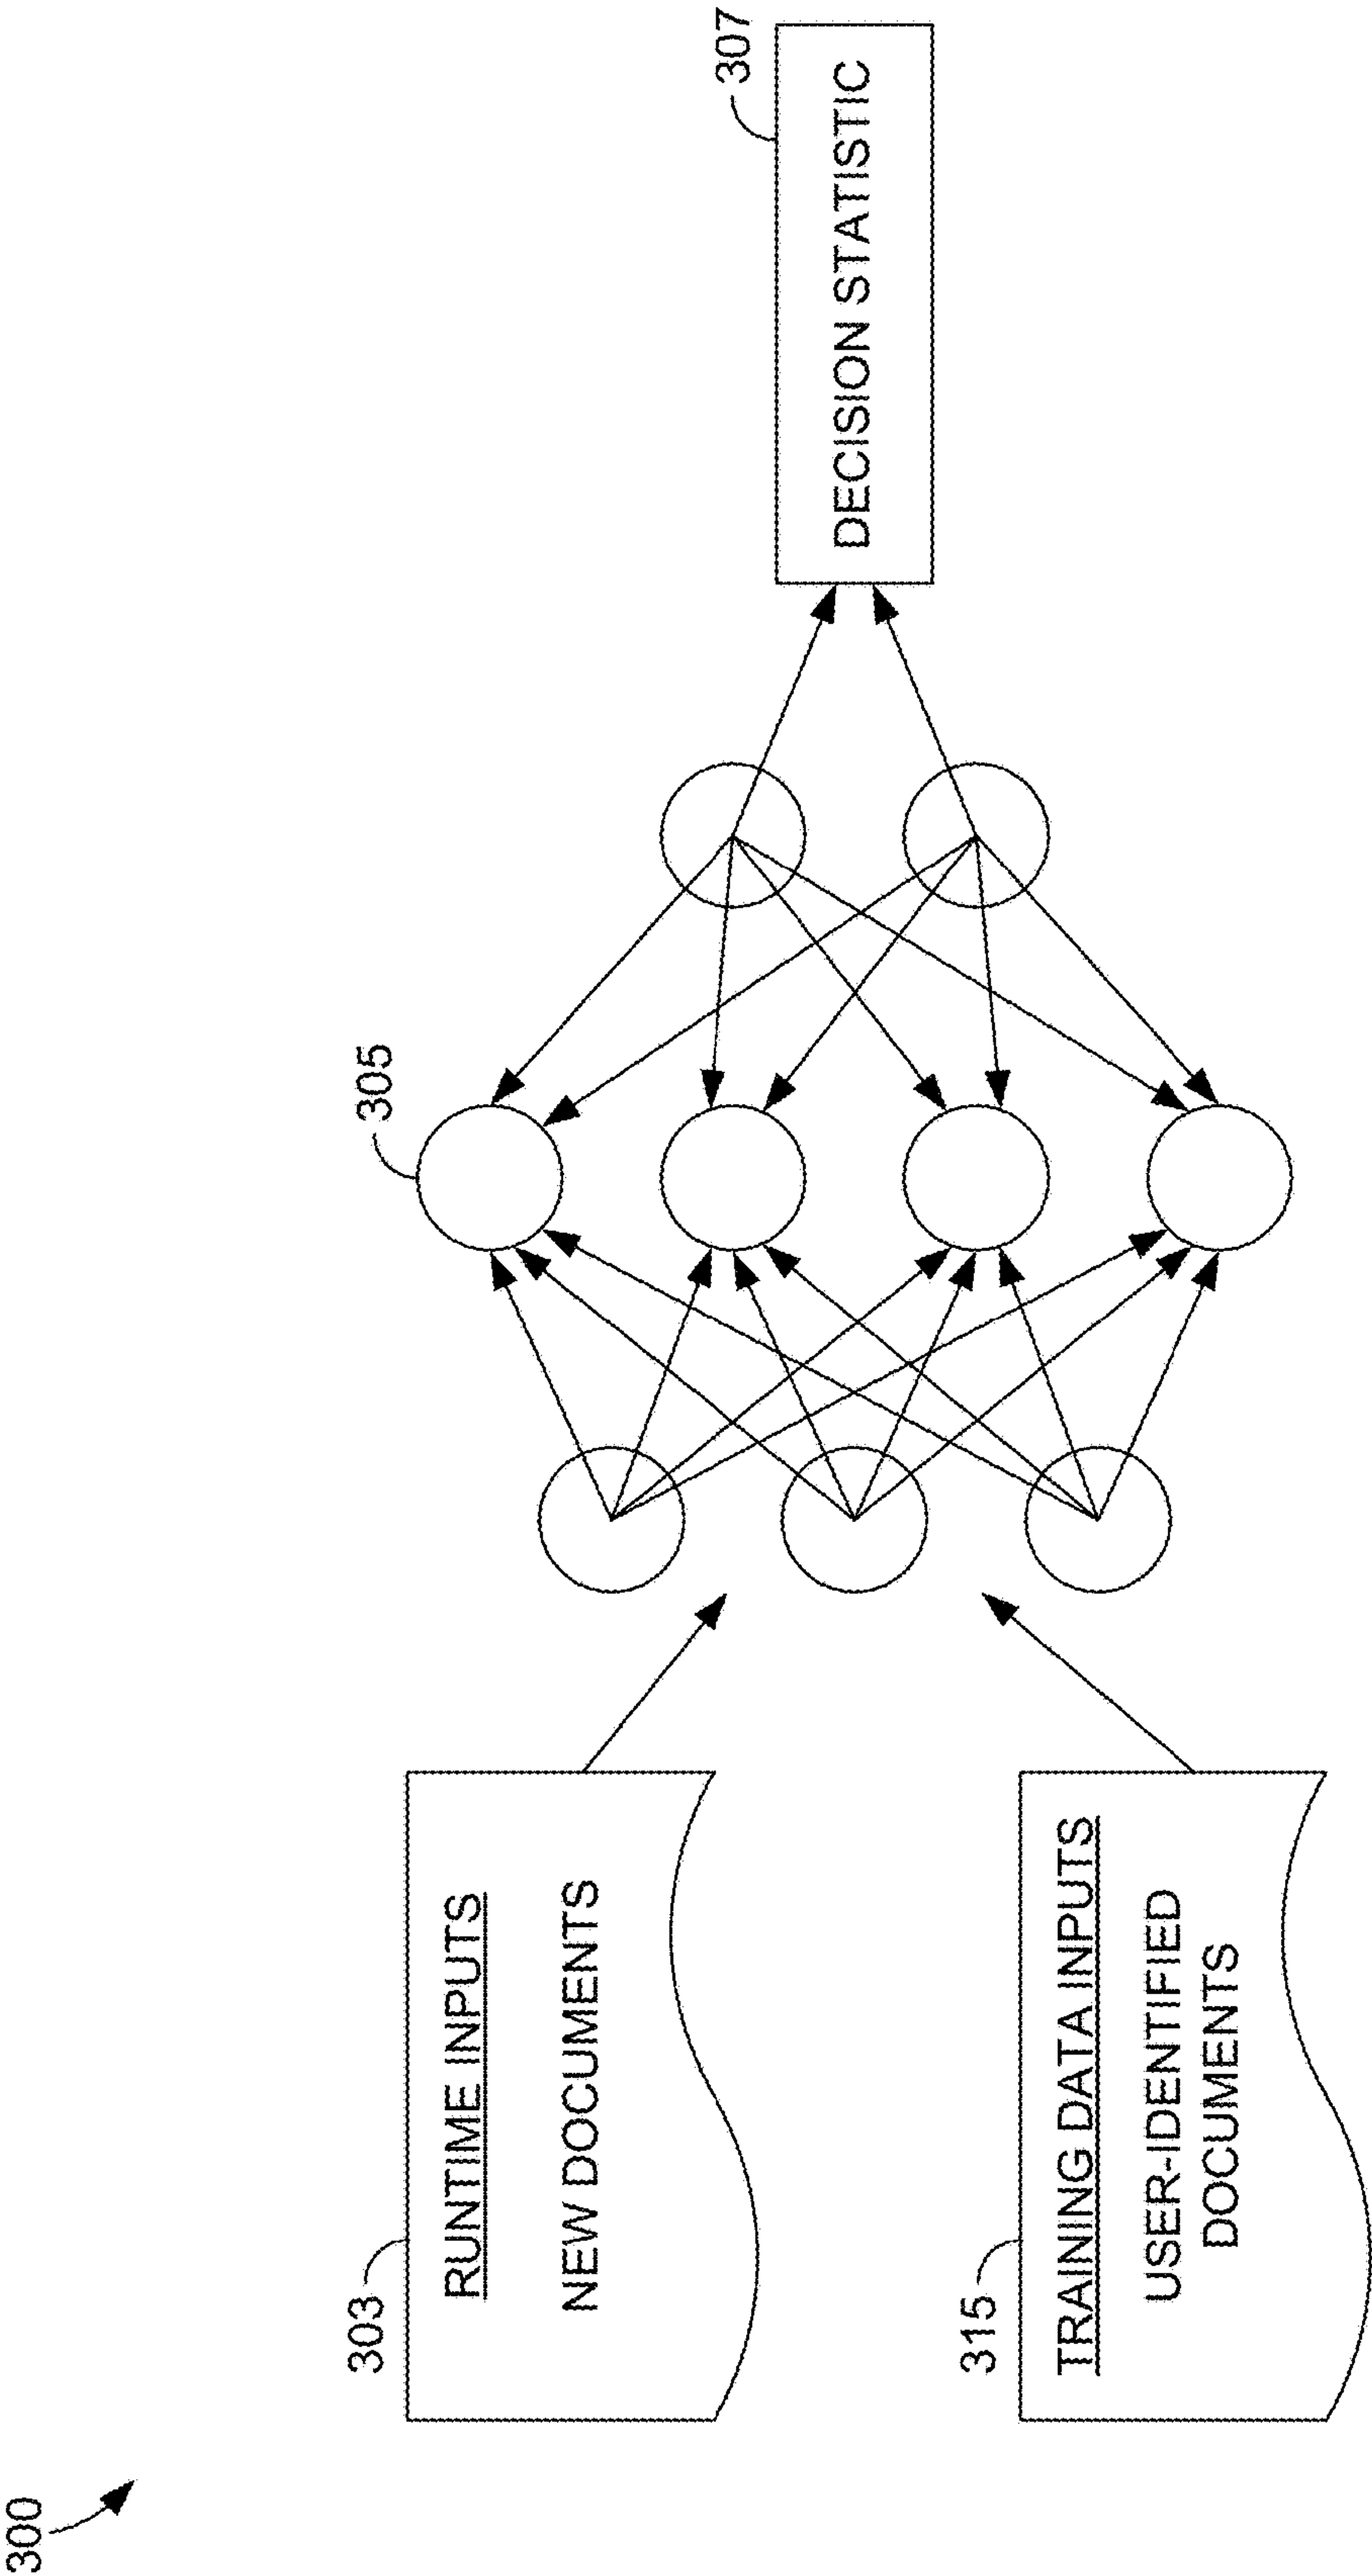 300
303
RUNTIME INPUTS
NEW DOCUMENTS
315
TRAINING DATA INPUTS
USER-IDENTIFIED
DOCUMENTS
305
307
DECISION STATISTIC